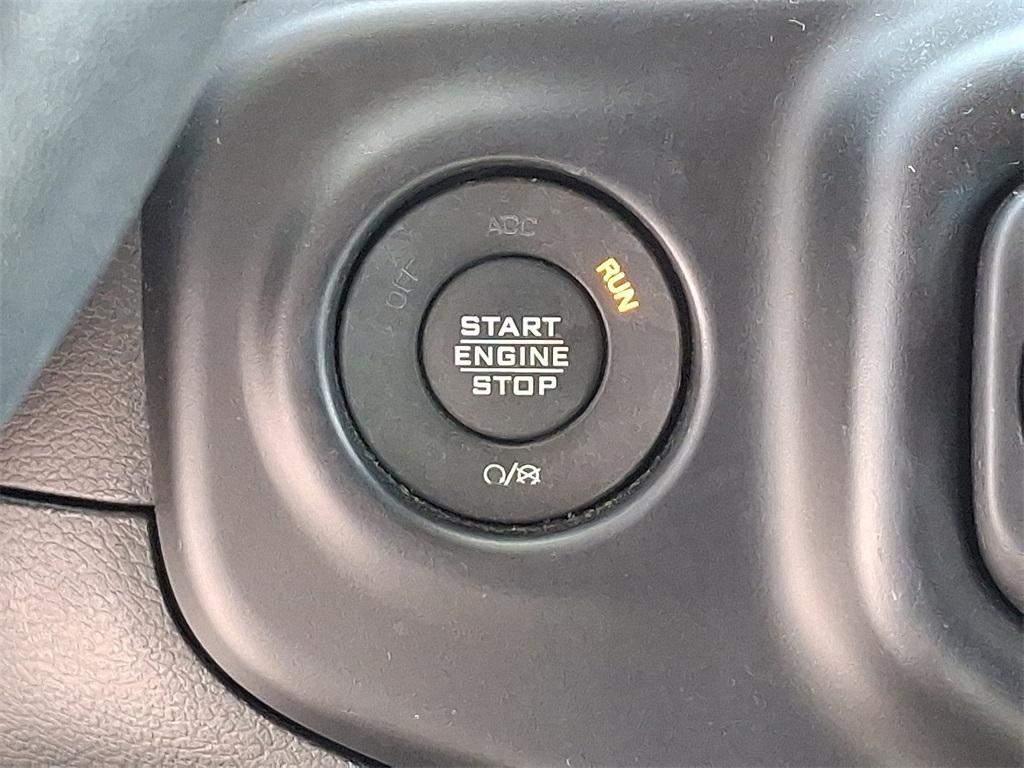 ACC
OFF
RUN
START
ENGINE
STOP